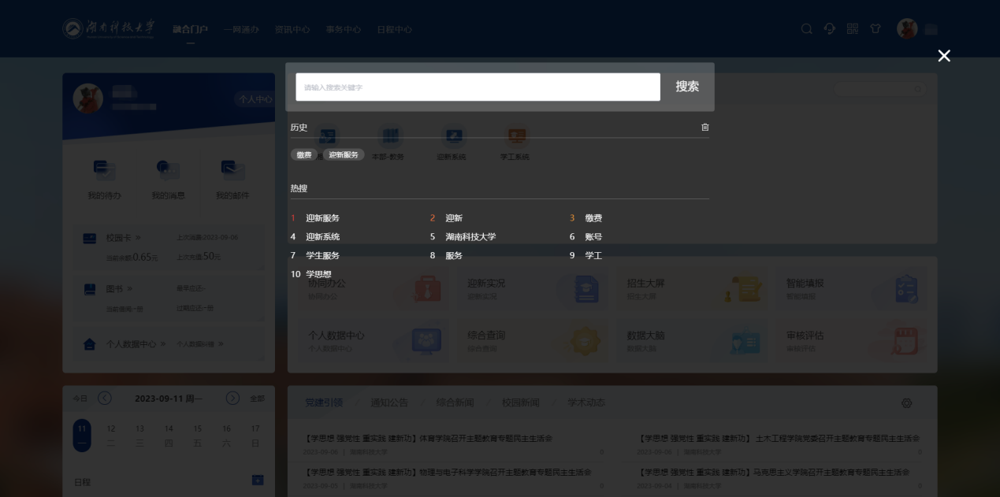 湖南科技大学
融合门户 一网通办 资讯中心 事务中心 日程中心
请输入搜索关键字 搜索
个人中心
历史
缴费 迎新服务 本部-教务 迎新系统 学工系统
热搜
我的待办 我的消息 我的邮件
1 迎新服务 2 迎新 3 缴费
4 迎新系统 5 湖南科技大学 6 账号
7 学生服务 8 服务 9 学工
10 学思想
校园卡 » 上次消费:2023-09-06
当前余额:0.65元 上次充值:50元
图书 » 最早应还:-
当前借阅-册 过期应还-册
个人数据中心 » 个人数据纠错 »
协同办公 迎新实况 招生大屏 智能填报
协同办公 迎新实况 招生大屏 智能填报
个人数据中心 综合查询 数据大脑 审核评估
个人数据中心 综合查询 数据大脑 审核评估
今日 2023-09-11 周一 全部
11 12 13 14 15 16 17
一 二 三 四 五 六 日
日程
党建引领 / 通知公告 / 综合新闻 / 校园新闻 / 学术动态
【学思想 强党性 重实践 建新功】体育学院召开主题教育专题民主生活会
2023-09-06 | 湖南科技大学 0
【学思想 强党性 重实践 建新功】 土木工程学院党委召开主题教育专题民主生活会
2023-09-06 | 湖南科技大学 0
【学思想 强党性 重实践 建新功】物理与电子科学学院召开主题教育专题民主生活会
2023-09-05 | 湖南科技大学 0
【学思想 强党性 重实践 建新功】马克思主义学院召开主题教育专题民主生活会
2023-09-04 | 湖南科技大学 0